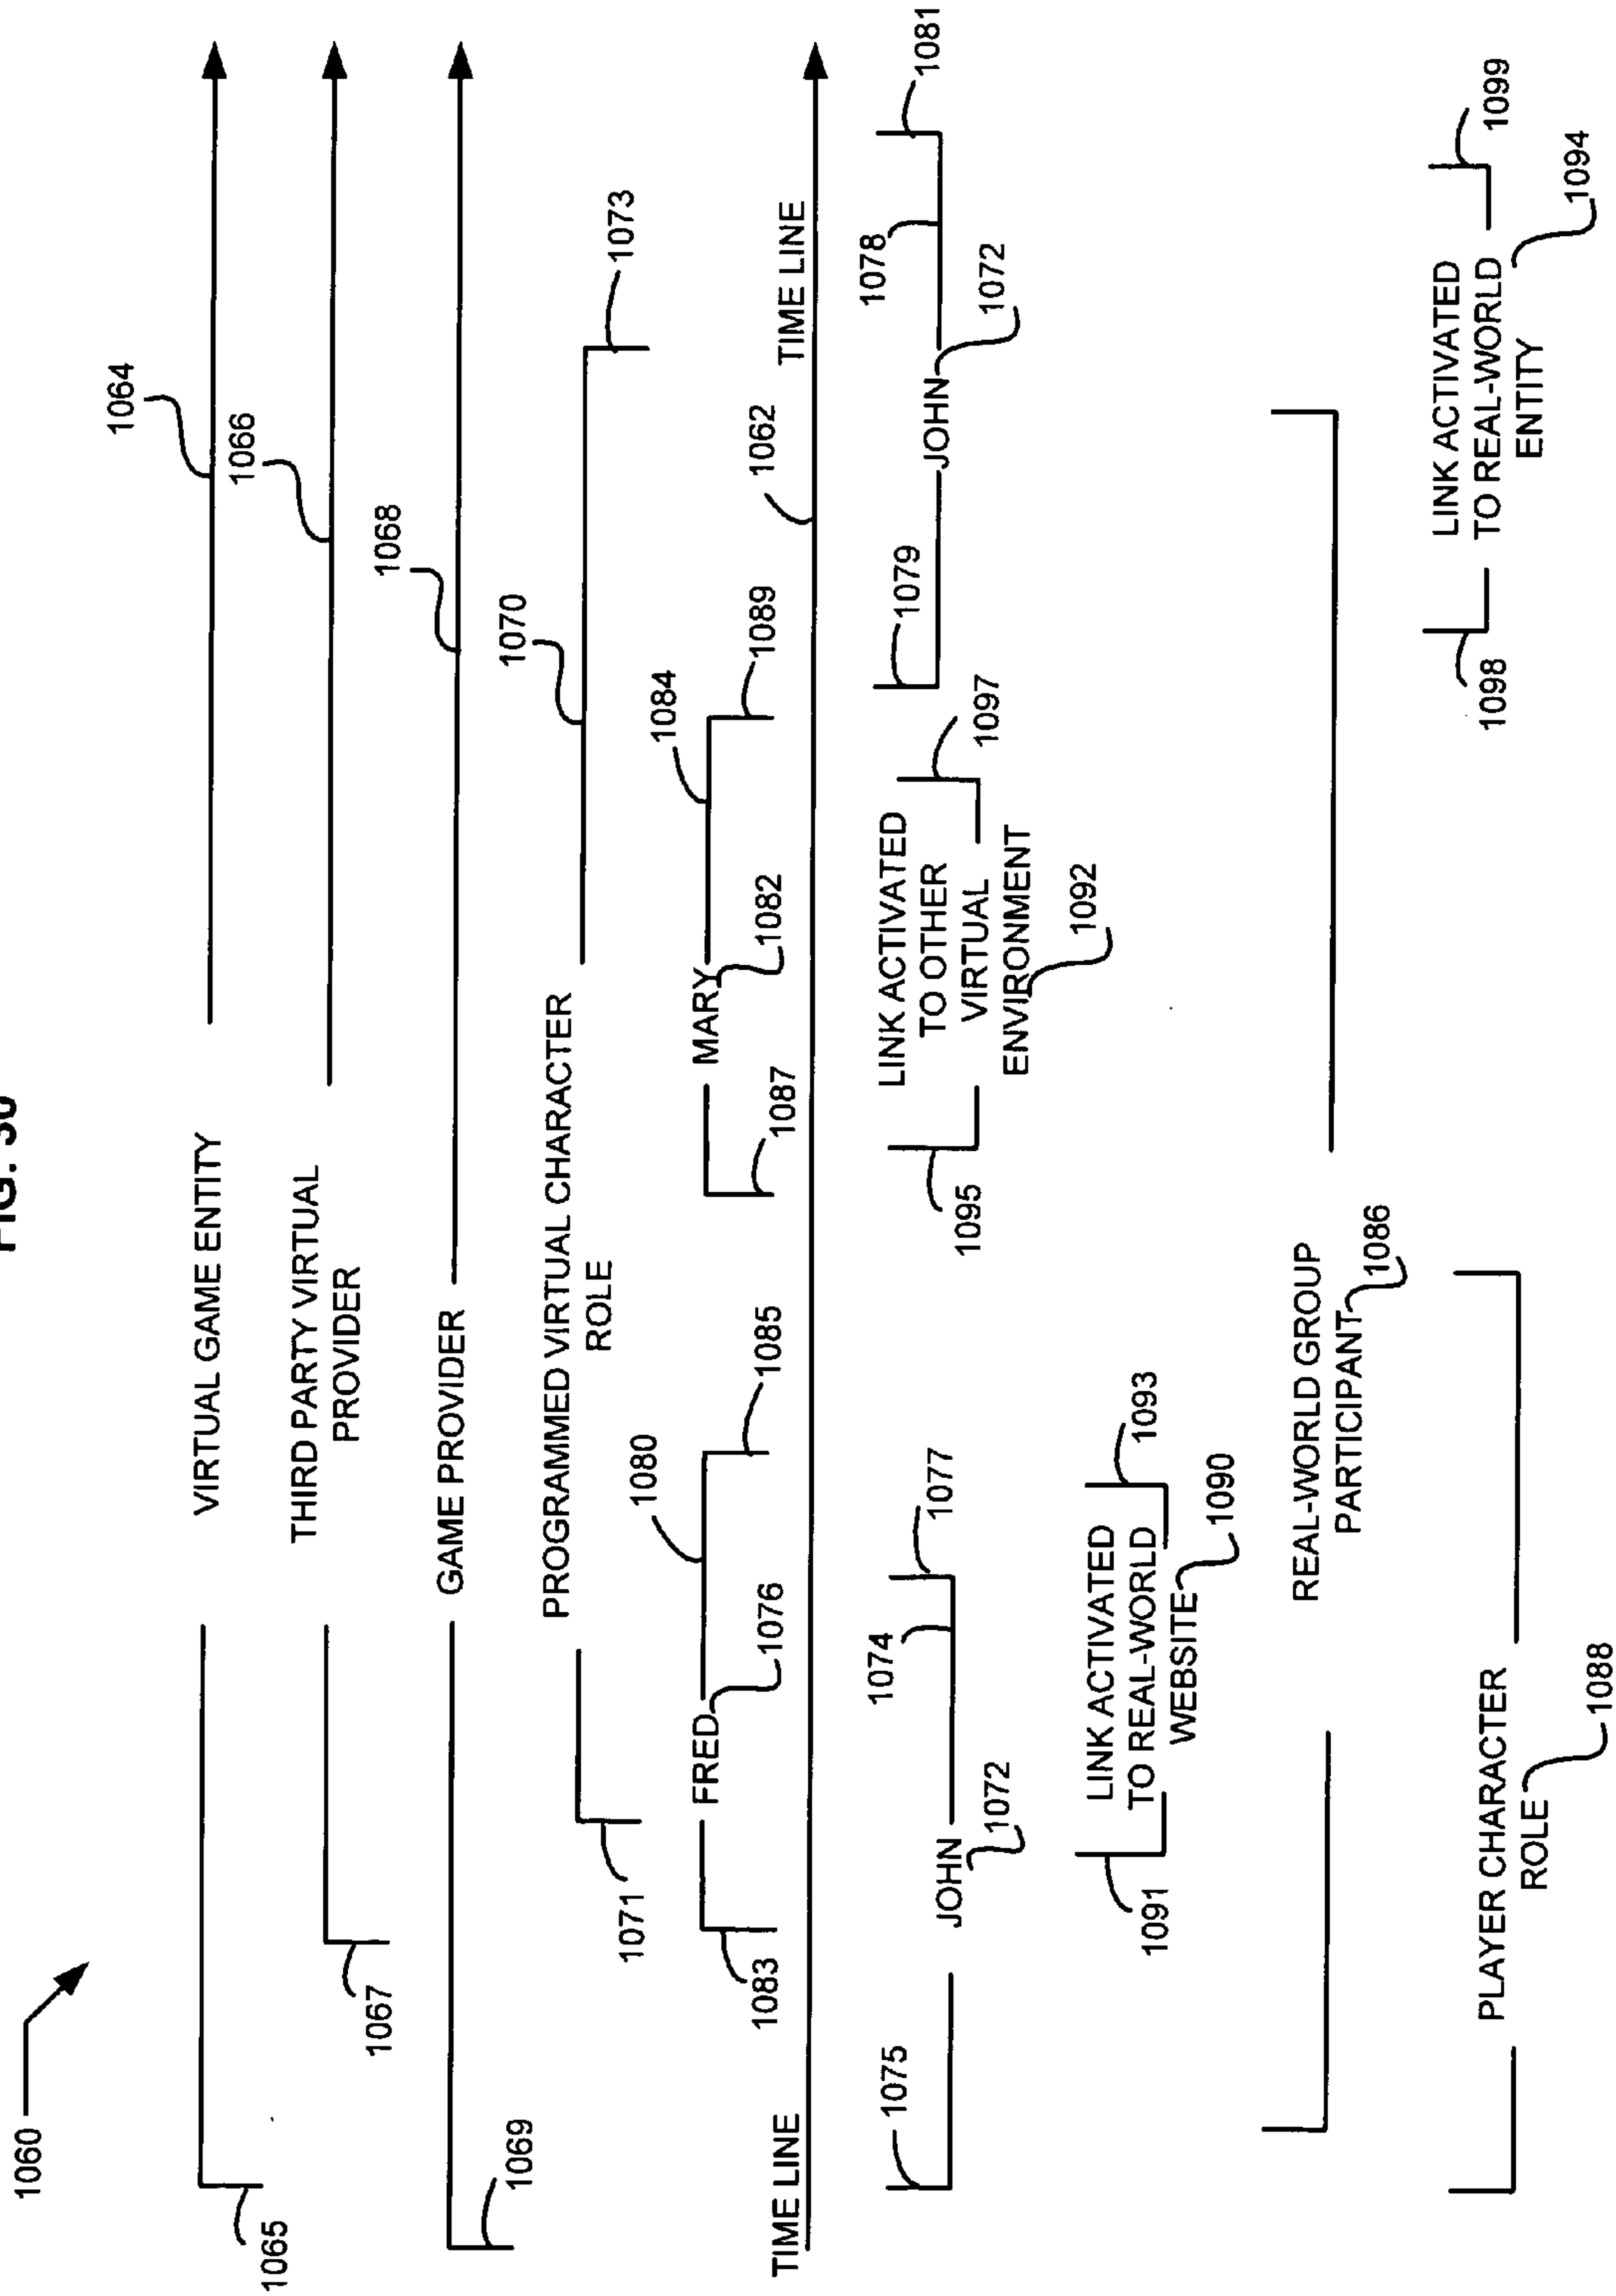 FIG. 30
1060
1064
VIRTUAL GAME ENTITY
1065
1066
THIRD PARTY VIRTUAL
PROVIDER
1067
1068
GAME PROVIDER
1069
1070
PROGRAMMED VIRTUAL CHARACTER
ROLE
1071
1073
1080
1084
FRED
MARY
1083
1076
1085
1087
1082
1089
1062
TIME LINE
TIME LINE
1075
JOHN
1072
1074
1077
LINK ACTIVATED
TO OTHER
VIRTUAL
ENVIRONMENT
1095
1092
1097
1079
JOHN
1078
1072
1081
LINK ACTIVATED
TO REAL-WORLD
WEBSITE
1091
1090
1093
REAL-WORLD GROUP
PARTICIPANT
1086
PLAYER CHARACTER
ROLE
1088
LINK ACTIVATED
TO REAL-WORLD
ENTITY
1098
1094
1099